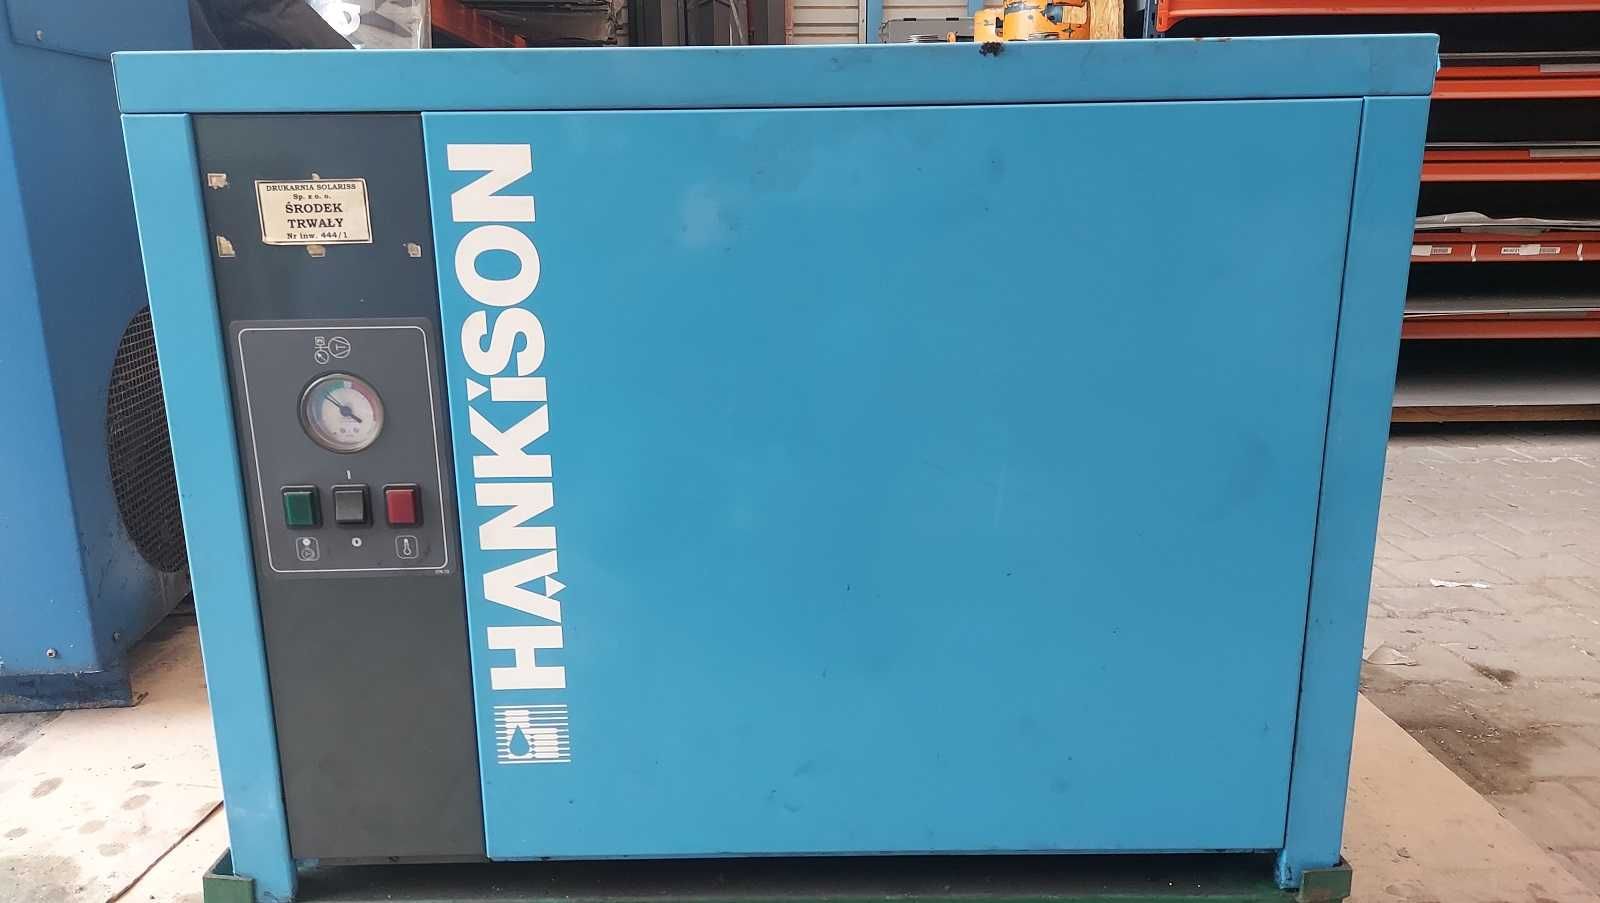 DRUKARNIA SOLARISS
Sp. z o. o.
ŚRODEK
TRWAŁY
Nr inw. 444/1
HANKiSON
I
O